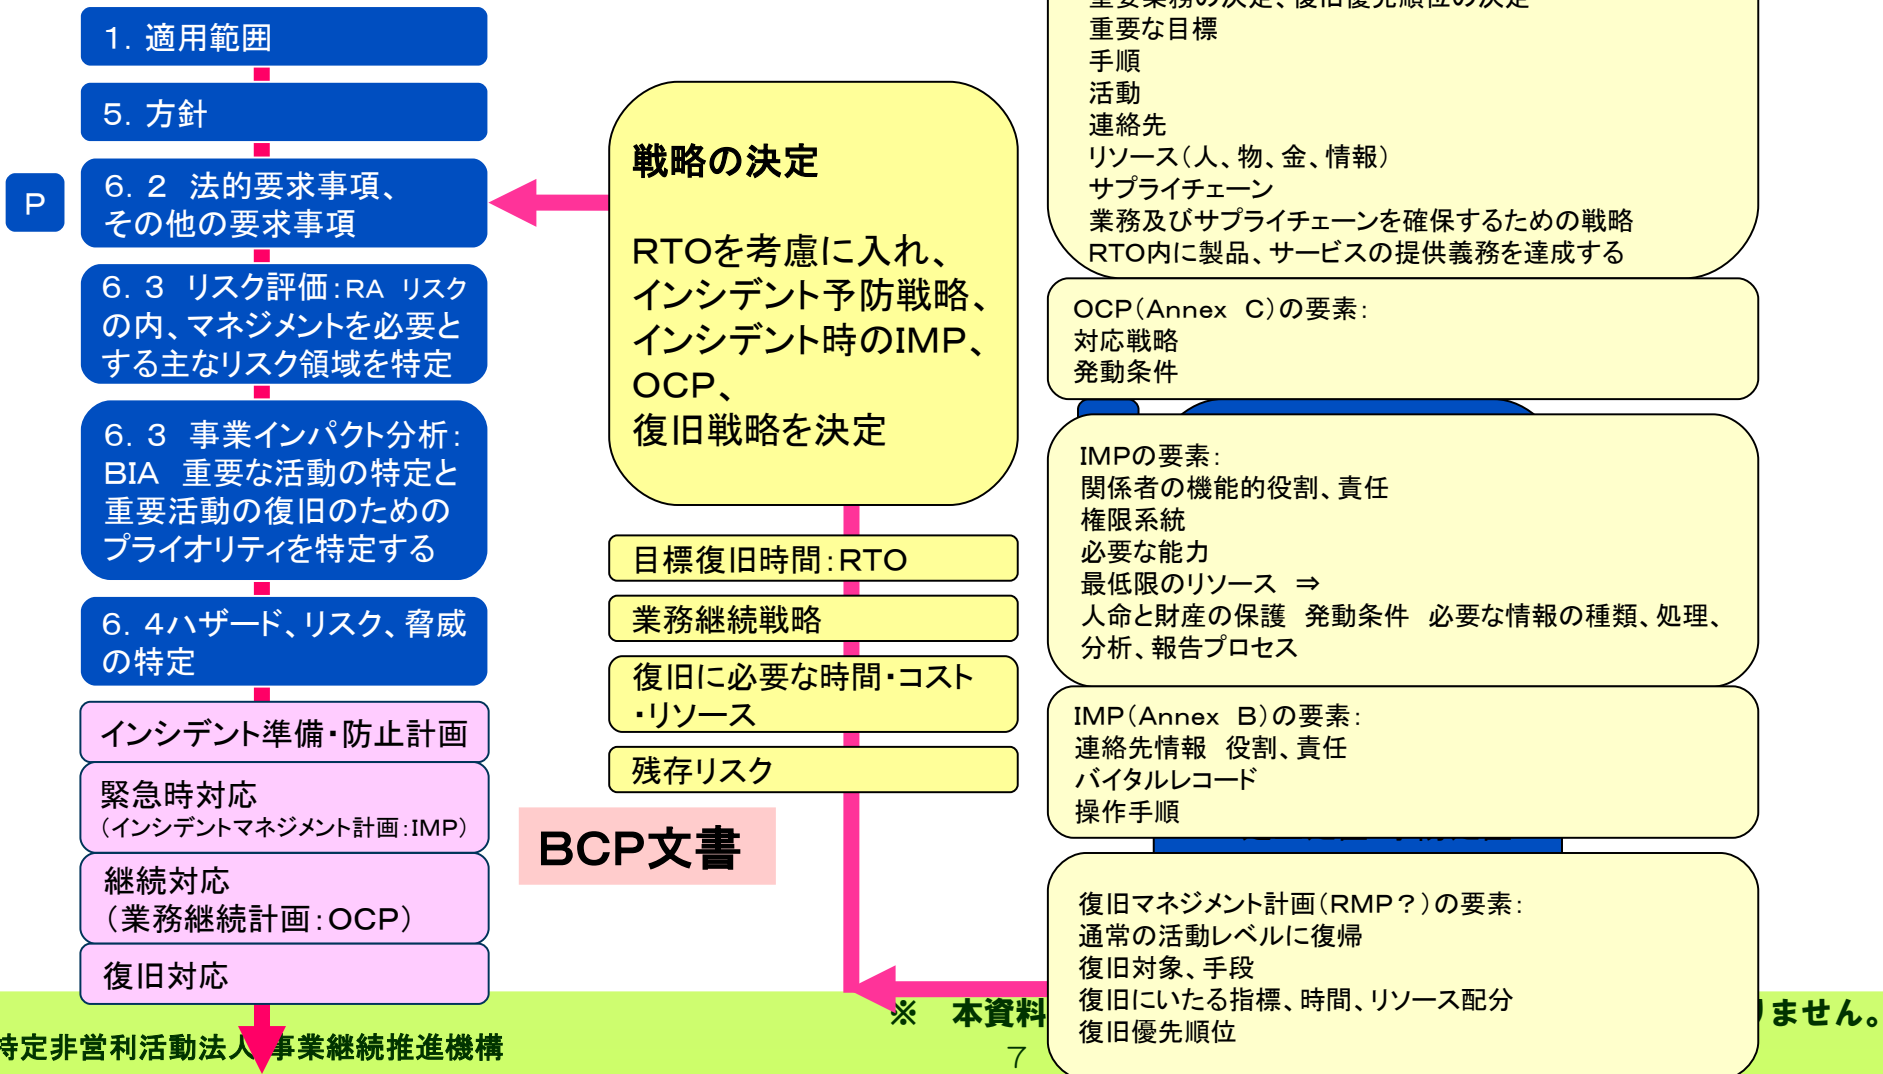 1．適用範囲
5．方針
P
6．2　法的要求事項、
その他の要求事項
6．3　リスク評価：RA　リスク
の内、マネジメントを必要と
する主なリスク領域を特定
6．3　事業インパクト分析：
BIA　重要な活動の特定と
重要活動の復旧のための
プライオリティを特定する
6．4ハザード、リスク、脅威
の特定
インシデント準備・防止計画
緊急時対応
（インシデントマネジメント計画：IMP）
継続対応
（業務継続計画：OCP）
復旧対応
戦略の決定
RTOを考慮に入れ、
インシデント予防戦略、
インシデント時のIMP、
OCP、
復旧戦略を決定
目標復旧時間：RTO
業務継続戦略
復旧に必要な時間・コスト
・リソース
残存リスク
BCP文書
重要業務の決定、復旧優先順位の決定
重要な目標
手順
活動
連絡先
リソース（人、物、金、情報）
サプライチェーン
業務及びサプライチェーンを確保するための戦略
RTO内に製品、サービスの提供義務を達成する
OCP（Annex　C）の要素：
対応戦略
発動条件
IMPの要素：
関係者の機能的役割、責任
権限系統
必要な能力
最低限のリソース　⇒
人命と財産の保護　発動条件　必要な情報の種類、処理、
分析、報告プロセス
IMP（Annex　B）の要素：
連絡先情報　役割、責任
バイタルレコード
操作手順
復旧マネジメント計画（RMP？）の要素：
通常の活動レベルに復帰
復旧対象、手段
復旧にいたる指標、時間、リソース配分
復旧優先順位
※　本資料
りません。
特定非営利活動法人 事業継続推進機構
7